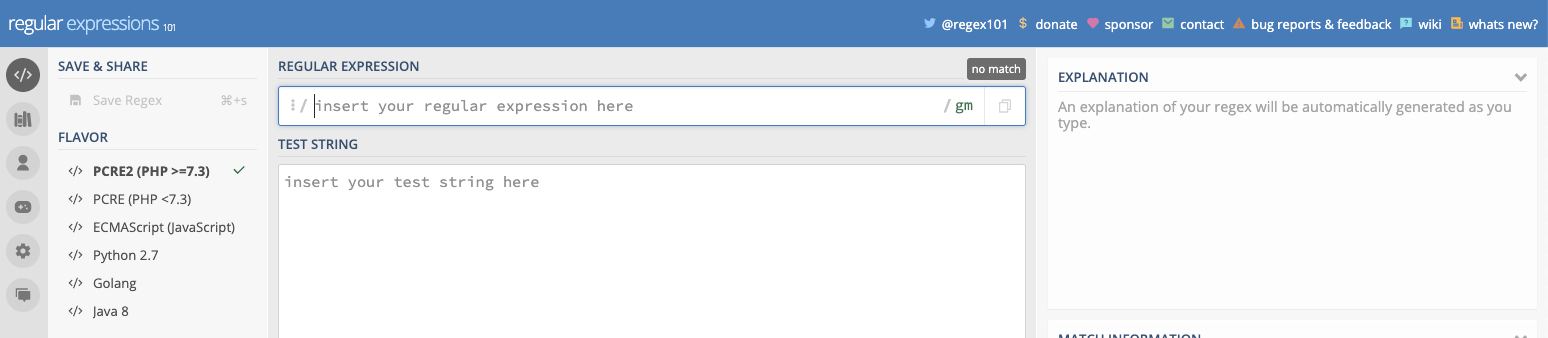 regular expressions 101
@regex101 $ donate sponsor contact bug reports & feedback wiki whats new?
SAVE & SHARE
Save Regex ⌘+s
FLAVOR
</> PCRE2 (PHP >=7.3)
</> PCRE (PHP <7.3)
</> ECMAScript (JavaScript)
</> Python 2.7
</> Golang
</> Java 8
REGULAR EXPRESSION
no match
/ insert your regular expression here / gm
TEST STRING
insert your test string here
EXPLANATION
An explanation of your regex will be automatically generated as you
type.
MATCH INFORMATION